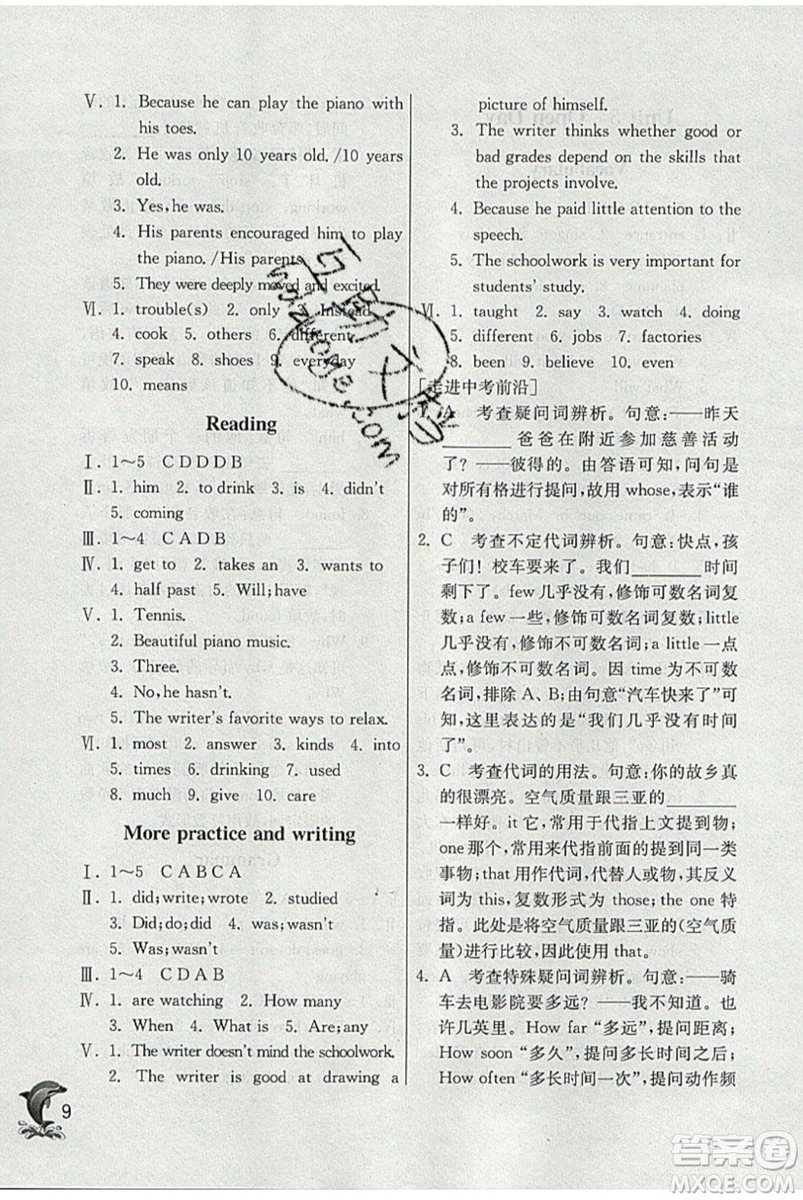 Ⅴ. 1. Because he can play the piano with
his toes.
2. He was only 10 years old. /10 years
old.
3. Yes, he was.
4. His parents encouraged him to play
the piano. /His parents.
5. They were deeply moved and excited.
Ⅵ. 1. trouble(s) 2. only 3. Instead
4. cook 5. others 6. different
7. speak 8. shoes 9. everyday
10. means
Reading
Ⅰ. 1~5 C D D D B
Ⅱ. 1. him 2. to drink 3. is 4. didn't
5. coming
Ⅲ. 1~4 C A D B
Ⅳ. 1. get to 2. takes an 3. wants to
4. half past 5. Will; have
Ⅴ. 1. Tennis.
2. Beautiful piano music.
3. Three.
4. No, he hasn't.
5. The writer's favorite ways to relax.
Ⅵ. 1. most 2. answer 3. kinds 4. into
5. times 6. drinking 7. used
8. much 9. give 10. care
More practice and writing
Ⅰ. 1~5 C A B C A
Ⅱ. 1. did; write; wrote 2. studied
3. Did; do; did 4. was; wasn't
5. Was; wasn't
Ⅲ. 1~4 C D A B
Ⅳ. 1. are watching 2. How many
3. When 4. What is 5. Are; any
Ⅴ. 1. The writer doesn't mind the schoolwork.
2. The writer is good at drawing a
picture of himself.
3. The writer thinks whether good or
bad grades depend on the skills that
the projects involve.
4. Because he paid little attention to the
speech.
5. The schoolwork is very important for
students' study.
Ⅵ. 1. taught 2. say 3. watch 4. doing
5. different 6. jobs 7. factories
8. been 9. believe 10. even
[走进中考前沿]
1. A 考查疑问词辨析。句意:——昨天
________爸爸在附近参加慈善活动
了?——彼得的。由答语可知,问句是
对所有格进行提问,故用 whose,表示“谁
的”。
2. C 考查不定代词辨析。句意:快点,孩
子们!校车要来了。我们________时间
剩下了。few 几乎没有,修饰可数名词复
数;a few 一些,修饰可数名词复数;little
几乎没有,修饰不可数名词;a little 一点
点,修饰不可数名词。因 time 为不可数
名词,排除 A、B;由句意“汽车快来了”可
知,这里表达的是“我们几乎没有时间
了”。
3. C 考查代词的用法。句意:你的故乡真
的很漂亮。空气质量跟三亚的________
一样好。it 它,常用于代指上文提到物;
one 那个,常用于代指前面的同一类
事物;that 用作代词,代替人或物,其反义
词为 this,复数形式为 those;the one 特
指。此处是将空气质量跟三亚的(空气质
量)进行比较,因此使用 that。
4. A 考查特殊疑问词辨析。句意:——骑
车去电影院要多远?——我不知道。也
许几英里。How far “多远”,提问距离;
How soon “多久”,提问多长时间之后;
How often “多长时间一次”,提问动作频
9
答案圈
MXQE.COM